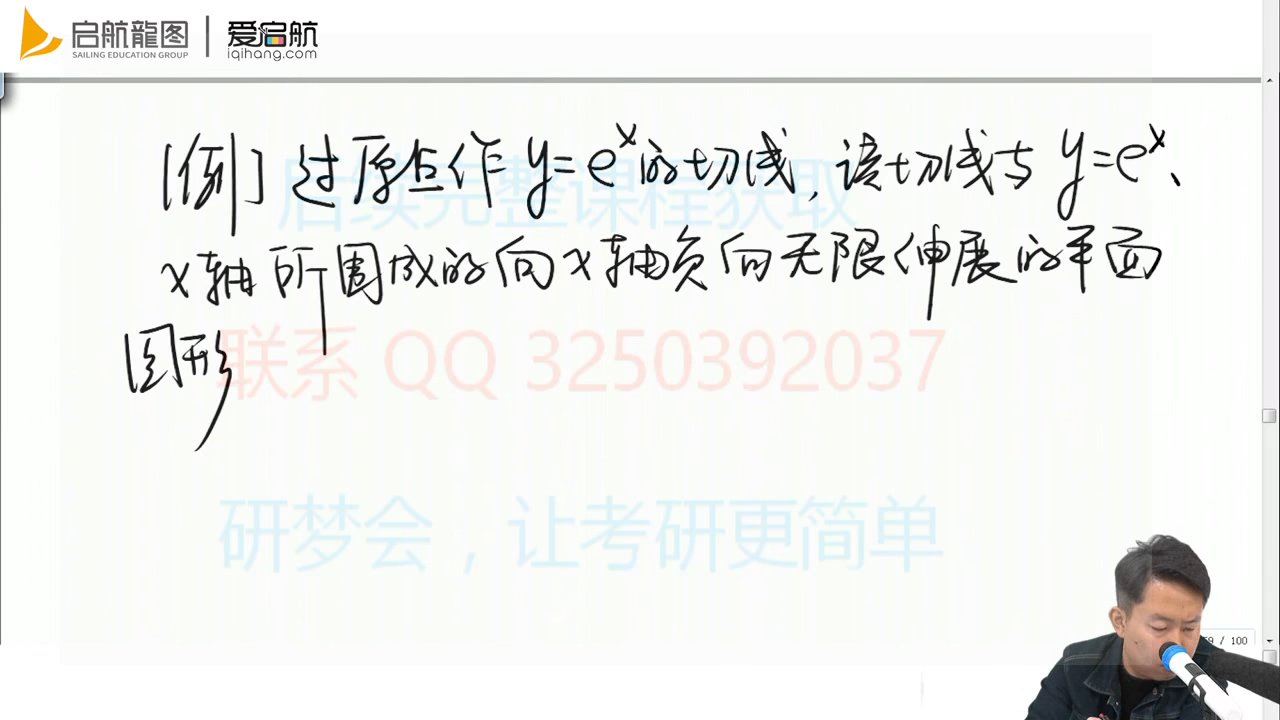 启航龍图 | 爱启航
SAILING EDUCATION GROUP iqihang.com
[例] 过原点作 y=e^x 的切线, 该切线与 y=e^x、
x轴所围成的向x轴负向无限伸展的平面
图形
后续完整课程获取
联系 QQ 3250392037
研梦会，让考研更简单
/ 100